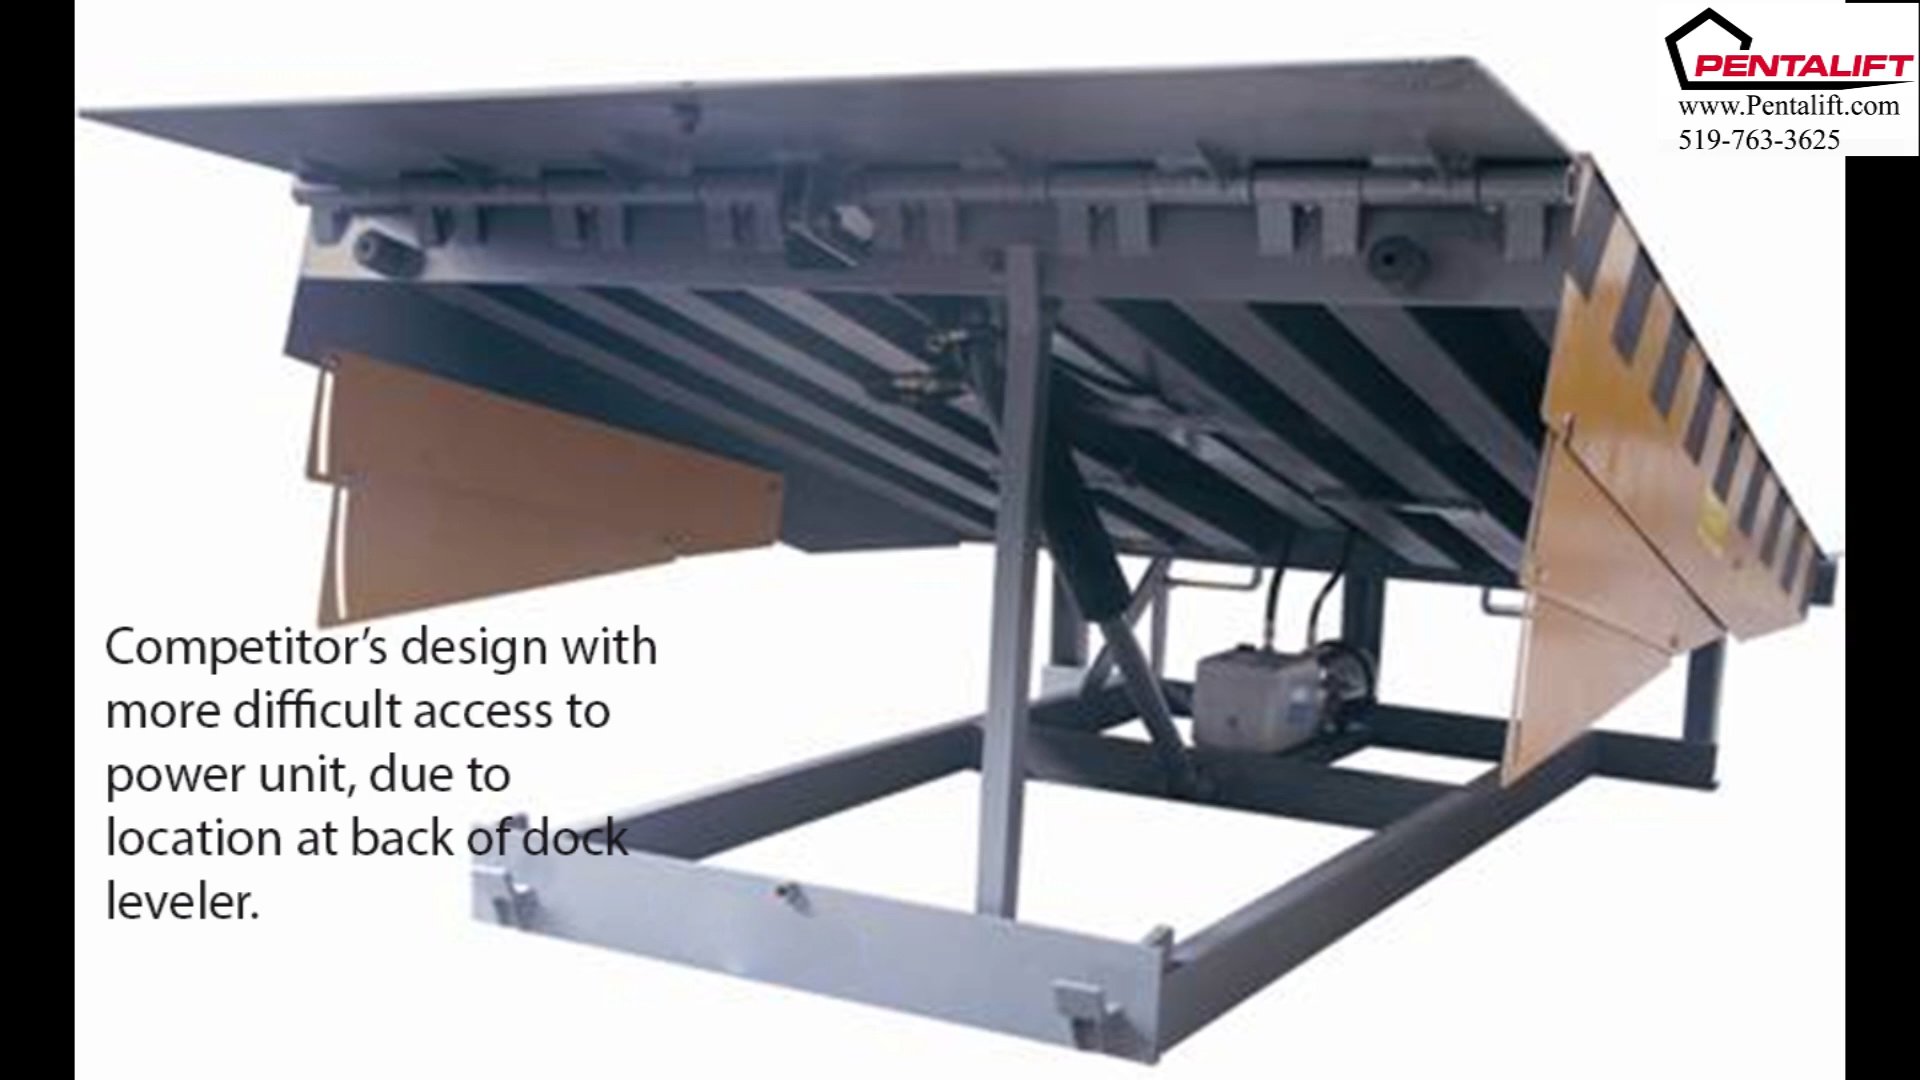 PENTALIFT
www.Pentalift.com
519-763-3625
Competitor’s design with
more difficult access to
power unit, due to
location at back of dock
leveler.